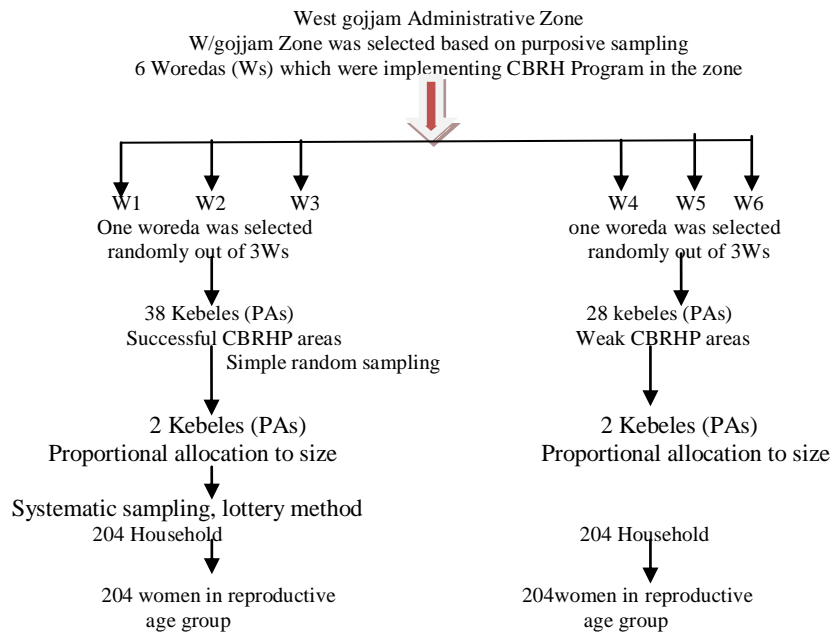 West gojjam Administrative Zone
W/gojjam Zone was selected based on purposive sampling
6 Woredas (Ws) which were implementing CBRH Program in the zone
W1 W2 W3 W4 W5 W6
One woreda was selected randomly out of 3Ws
one woreda was selected randomly out of 3Ws
38 Kebeles (PAs)
Successful CBRHP areas
28 kebeles (PAs)
Weak CBRHP areas
Simple random sampling
2 Kebeles (PAs)
Proportional allocation to size
2 Kebeles (PAs)
Proportional allocation to size
Systematic sampling, lottery method
204 Household
204 Household
204 women in reproductive
age group
204women in reproductive
age group